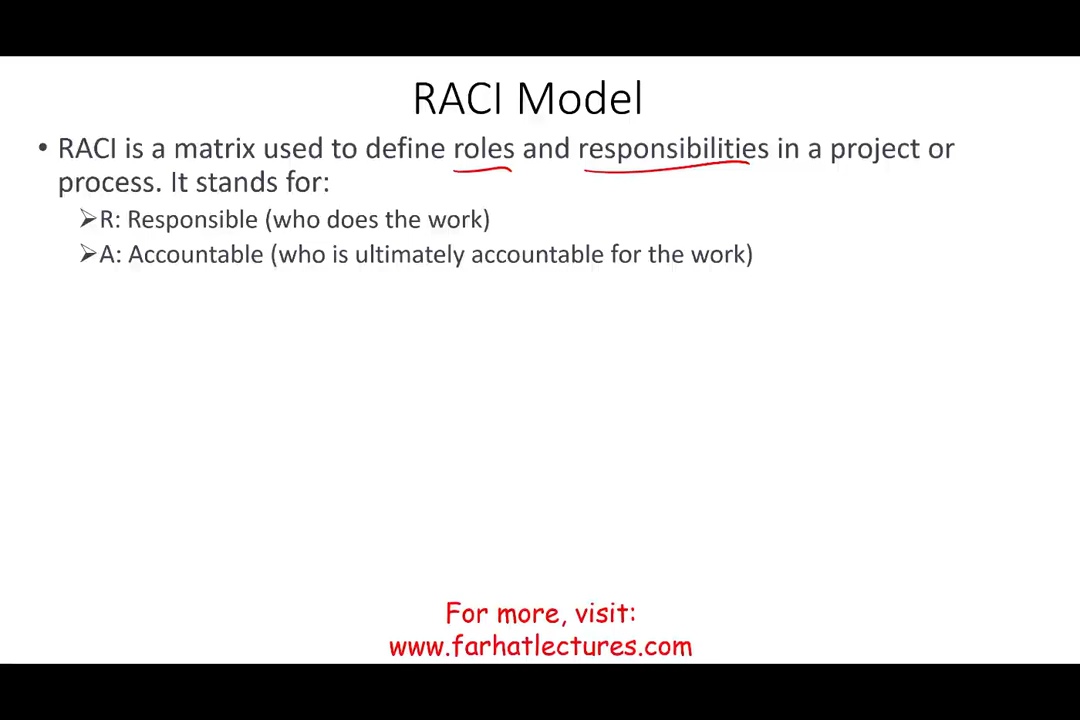 RACI Model
• RACI is a matrix used to define roles and responsibilities in a project or
process. It stands for:
➢R: Responsible (who does the work)
➢A: Accountable (who is ultimately accountable for the work)
For more, visit:
www.farhatlectures.com